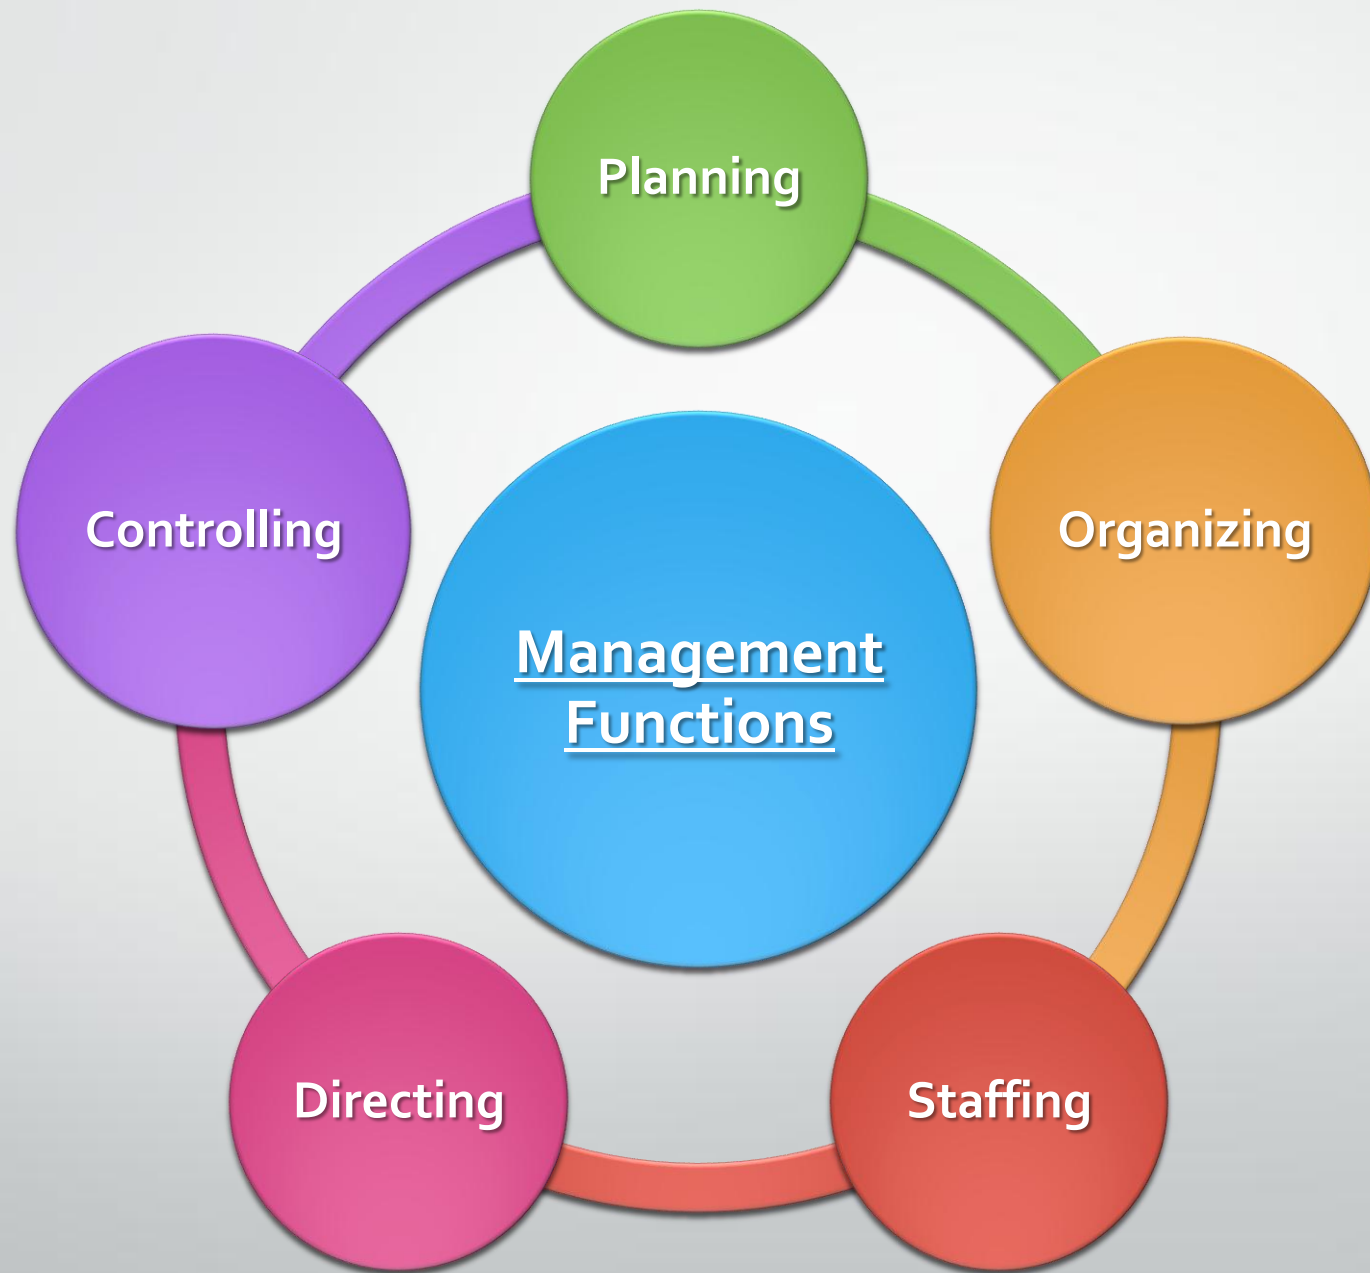 Planning
Controlling
Organizing
Management
Functions
Directing
Staffing